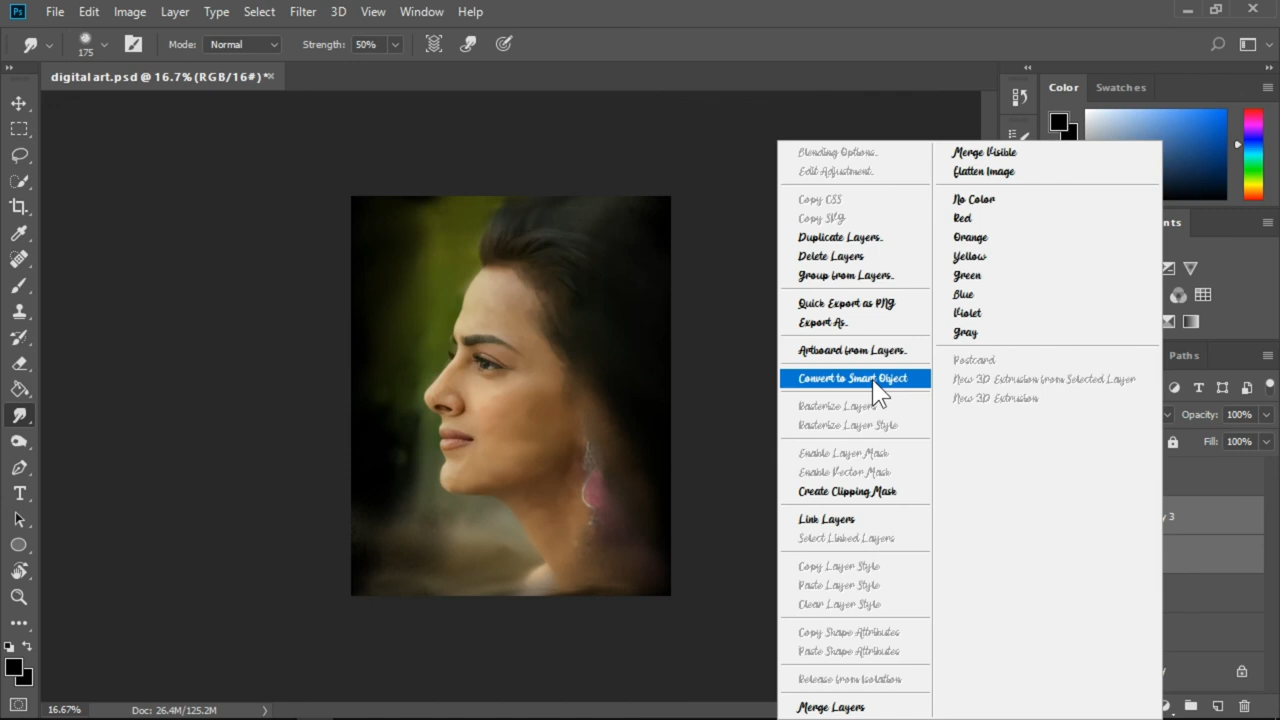 Ps File Edit Image Layer Type Select Filter 3D View Window Help
175 Mode: Normal Strength: 50%
digital art.psd @ 16.7% (RGB/16#) *
Color Swatches
Blending Options..
Edit Adjustment..
Copy CSS
Copy SVG
Duplicate Layers..
Delete Layers
Group from Layers..
Quick Export as PNG
Export As..
Artboard from Layers..
Convert to Smart Object
Rasterize Layers
Rasterize Layer Style
Enable Layer Mask
Enable Vector Mask
Create Clipping Mask
Link Layers
Select Linked Layers
Copy Layer Style
Paste Layer Style
Clear Layer Style
Copy Shape Attributes
Paste Shape Attributes
Release from Isolation
Merge Layers
Merge Visible
Flatten Image
No Color
Red
Orange
Yellow
Green
Blue
Violet
Gray
Postcard
New 3D Extrusion from Selected Layer
New 3D Extrusion
nts
Paths
Opacity: 100%
Fill: 100%
y 3
16.67% Doc: 26.4M/125.2M